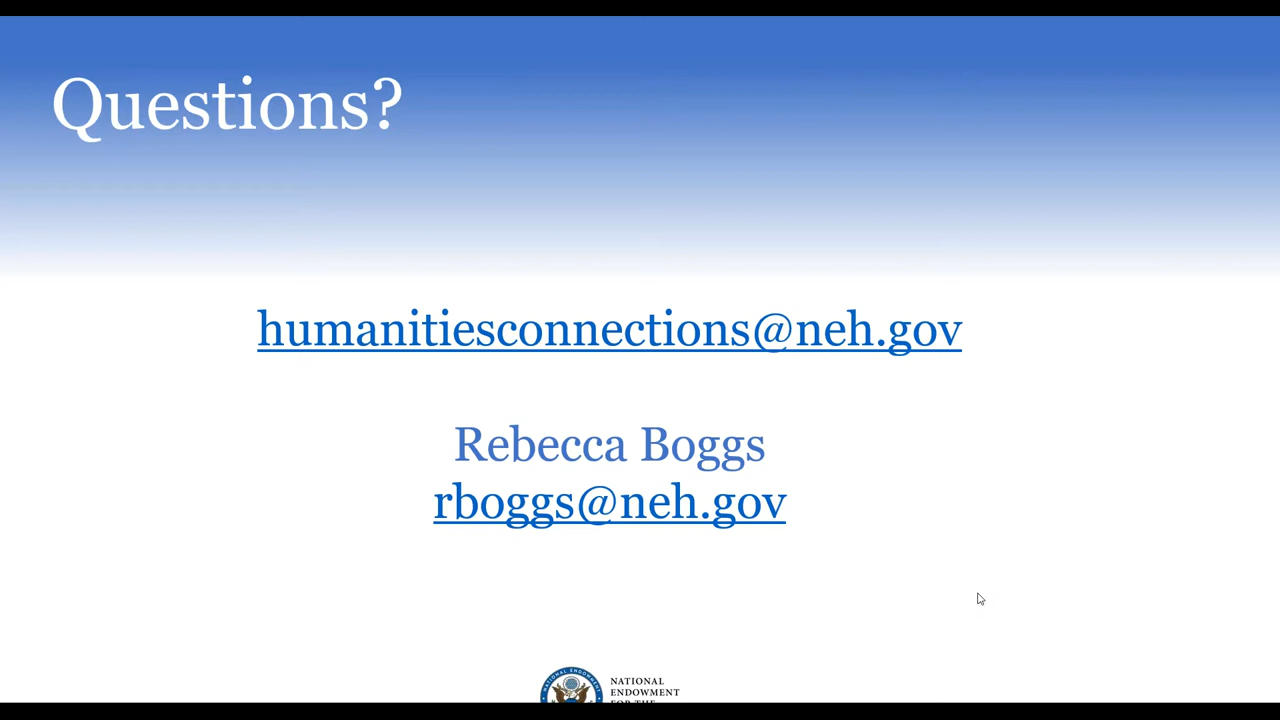 Questions?
humanitiesconnections@neh.gov
Rebecca Boggs
rboggs@neh.gov
NATIONAL
ENDOWMENT